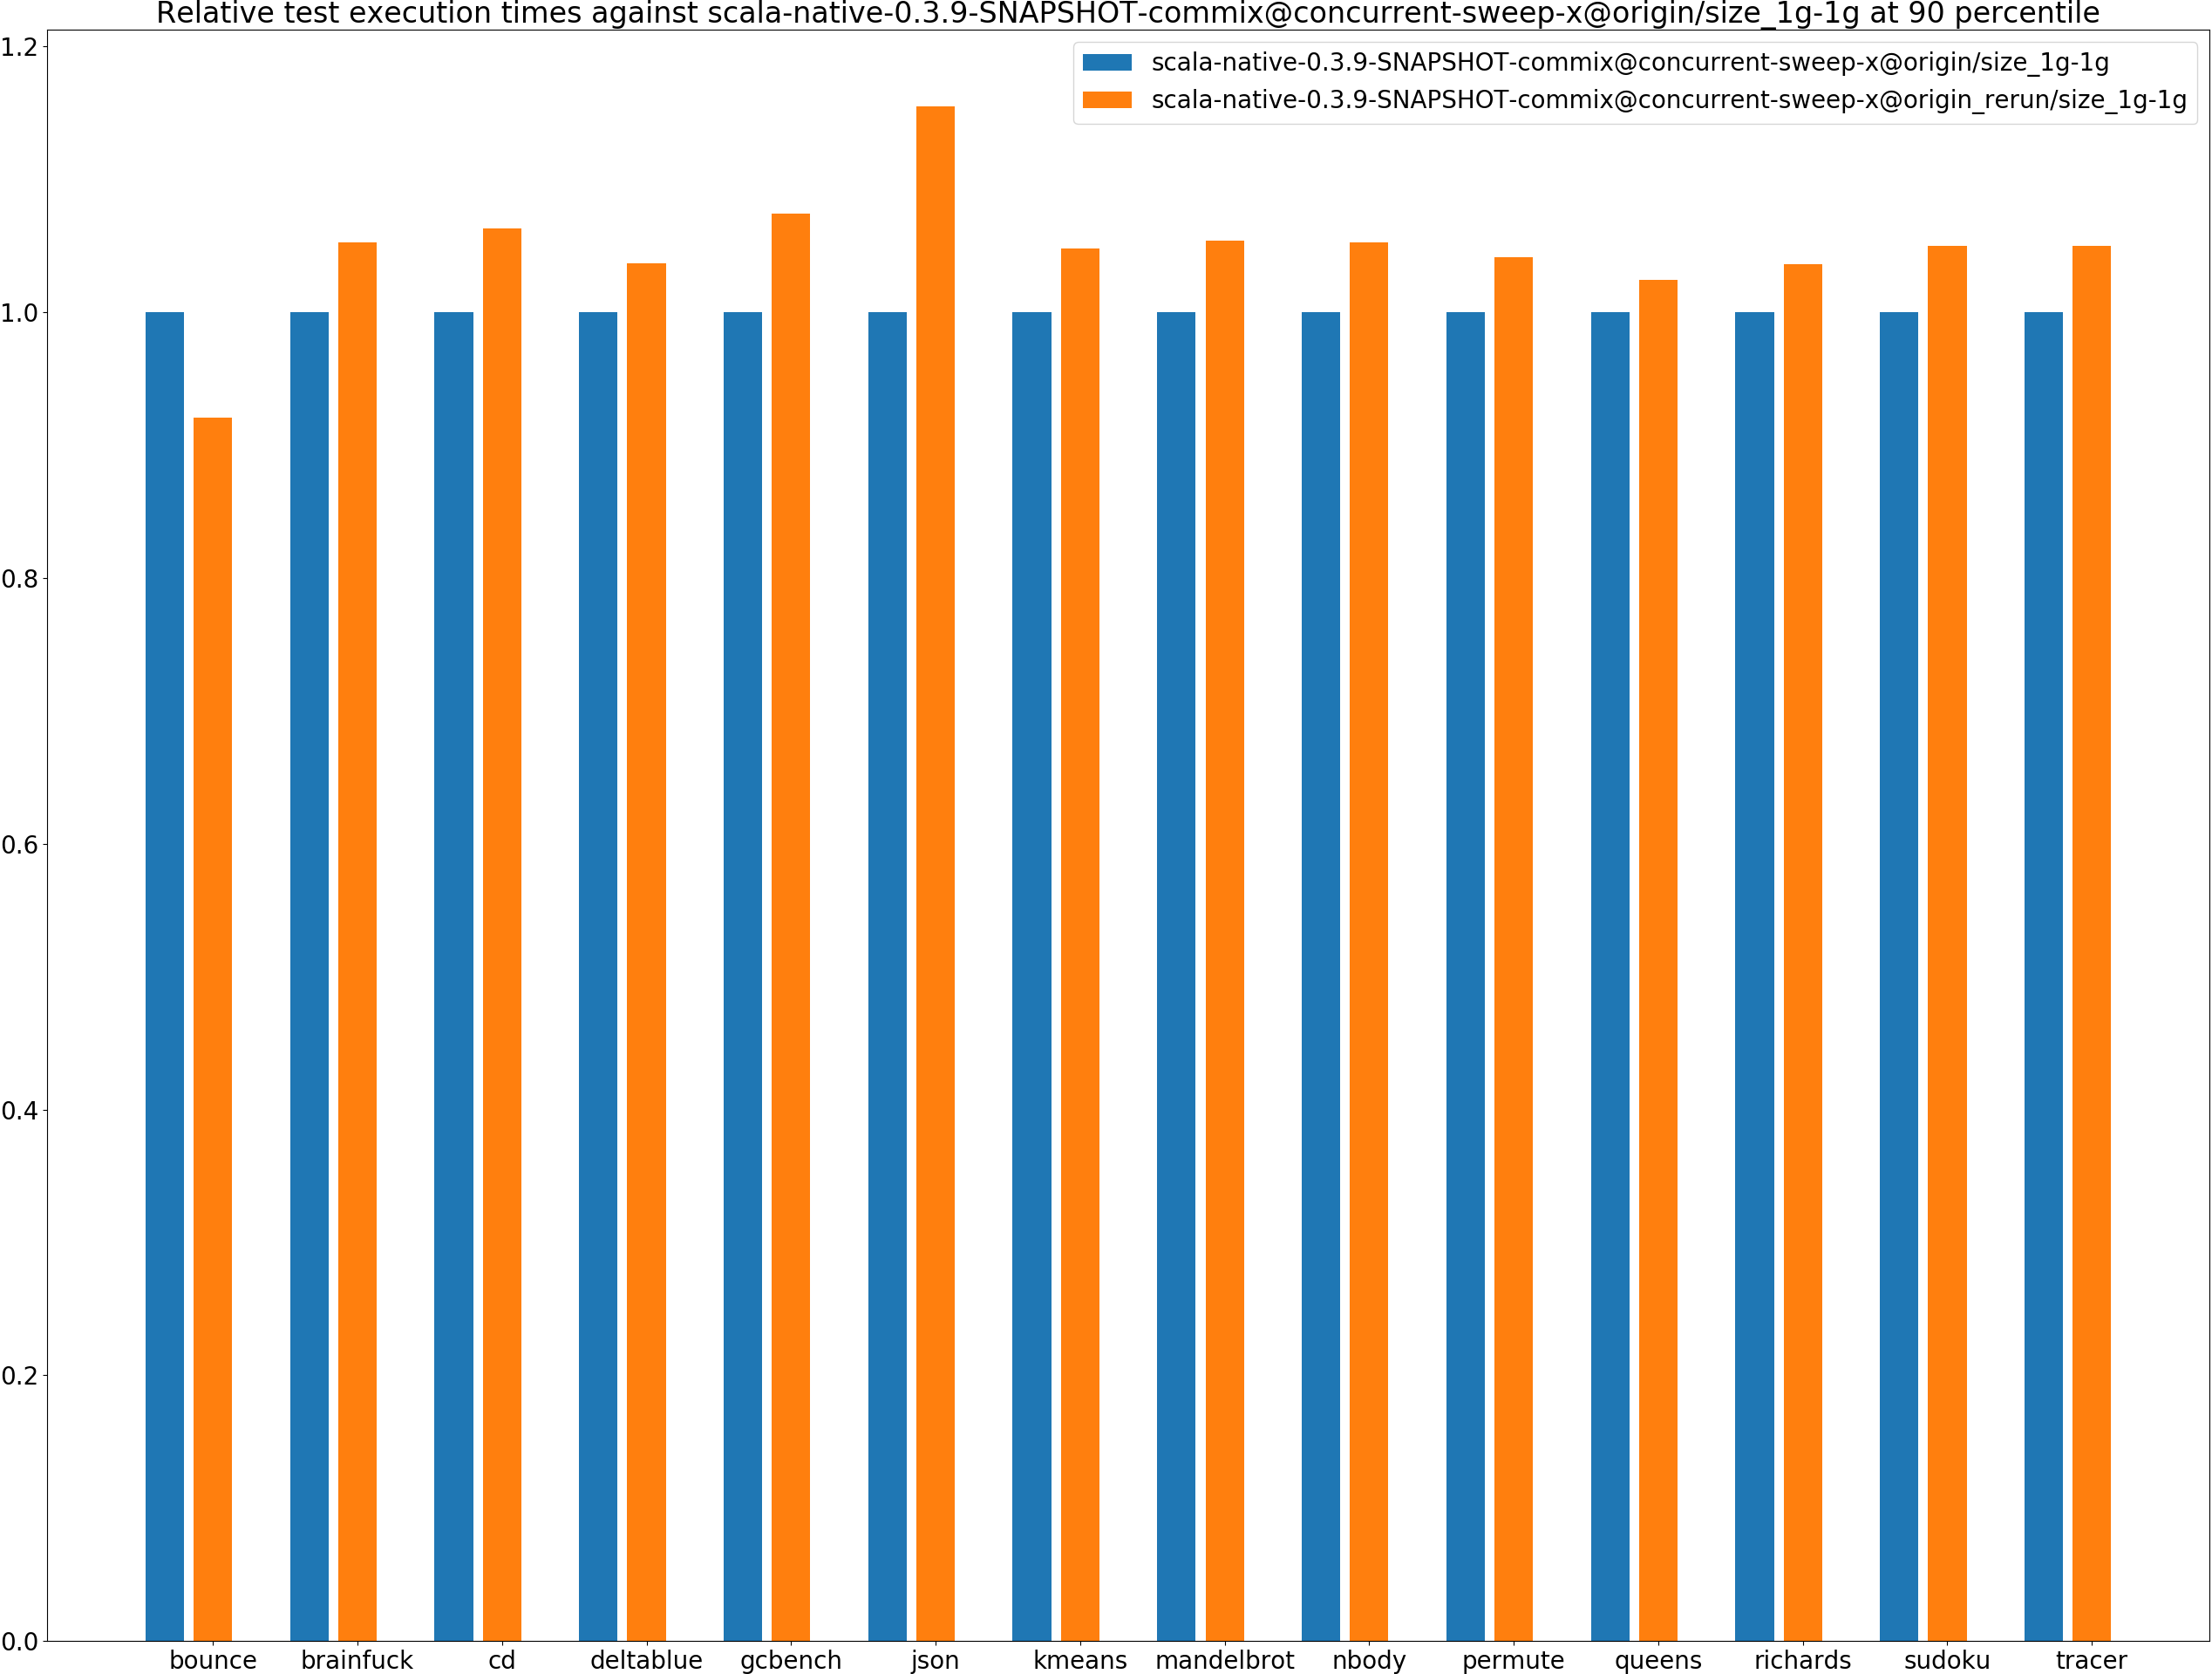 Relative test execution times against scala-native-0.3.9-SNAPSHOT-commix@concurrent-sweep-x@origin/size_1g-1g at 90 percentile
scala-native-0.3.9-SNAPSHOT-commix@concurrent-sweep-x@origin/size_1g-1g
scala-native-0.3.9-SNAPSHOT-commix@concurrent-sweep-x@origin_rerun/size_1g-1g
1.2
1.0
0.8
0.6
0.4
0.2
0.0
bounce brainfuck cd deltablue gcbench json kmeans mandelbrot nbody permute queens richards sudoku tracer